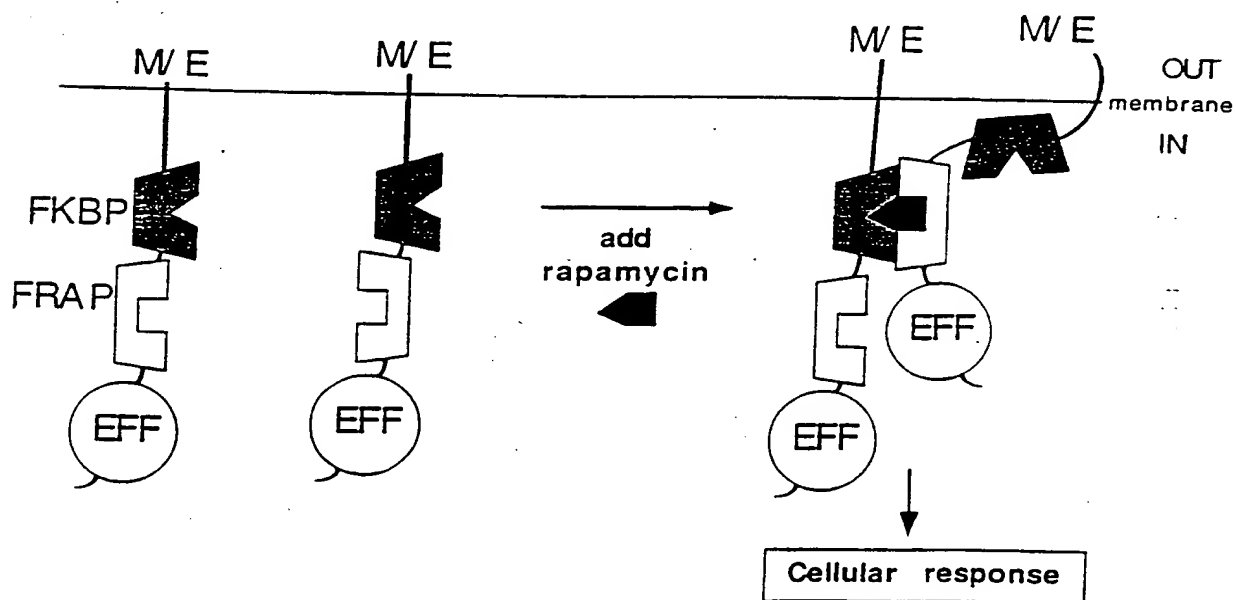 M/E
M/E
M/E
M/E
OUT
membrane
IN
FKBP
add
rapamycin
FRAP
EFF
EFF
EFF
EFF
Cellular response